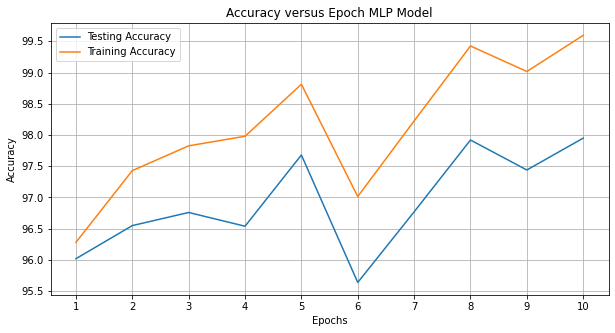 Accuracy versus Epoch MLP Model
Testing Accuracy
Training Accuracy
99.5
99.0
98.5
98.0
97.5
97.0
96.5
96.0
95.5
Accuracy
1 2 3 4 5 6 7 8 9 10
Epochs